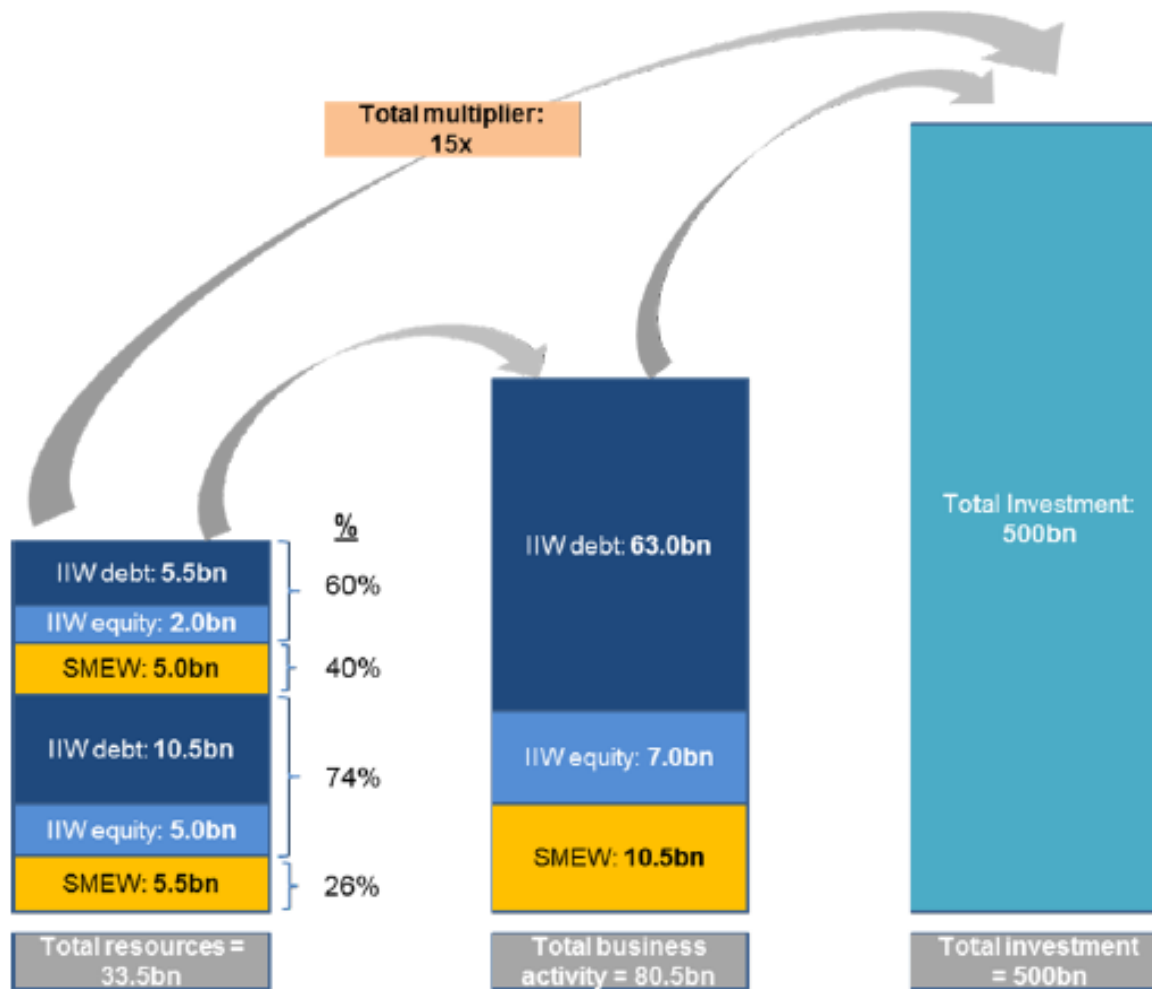 Total multiplier:
15x
%
IIW debt: 5.5bn
60%
IIW equity: 2.0bn
SMEW: 5.0bn
40%
IIW debt: 10.5bn
74%
IIW equity: 5.0bn
SMEW: 5.5bn
26%
Total resources =
33.5bn
IIW debt: 63.0bn
IIW equity: 7.0bn
SMEW: 10.5bn
Total business
activity = 80.5bn
Total Investment:
500bn
Total investment
= 500bn